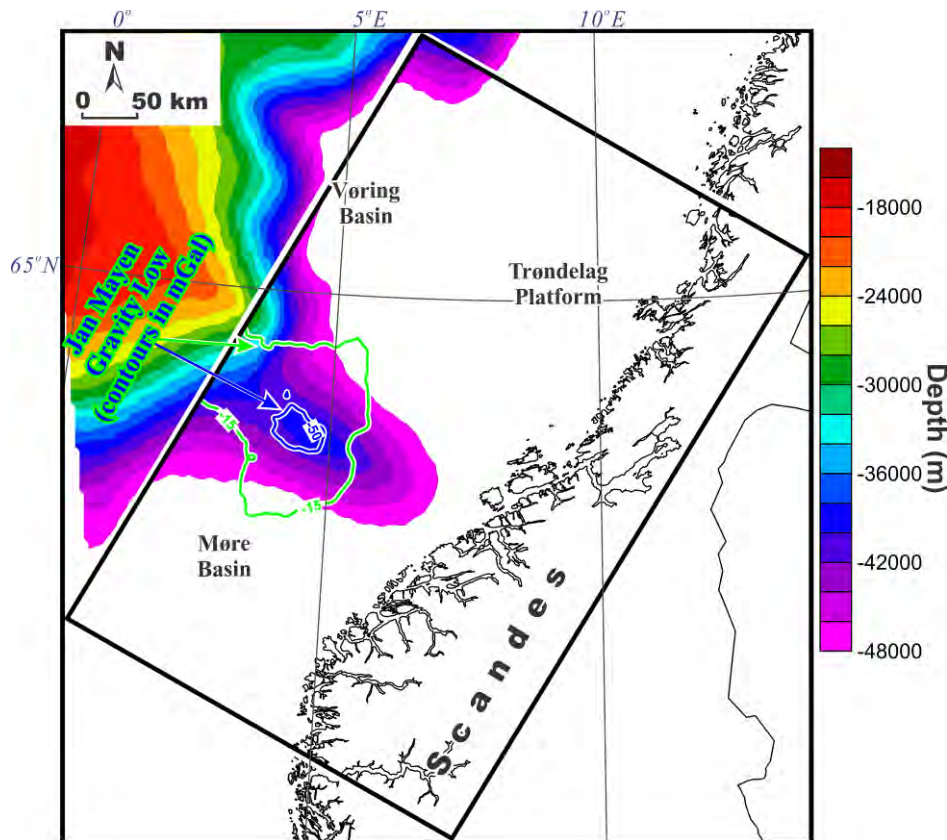 0° 5°E 10°E
N
0 50 km
Vøring
Basin
65°N
Trøndelag
Platform
Jan Mayen
Gravity Low
(contours in mGal)
-15
-50
-15
Møre
Basin
Scandes
-18000
-24000
-30000
-36000
-42000
-48000
Depth (m)